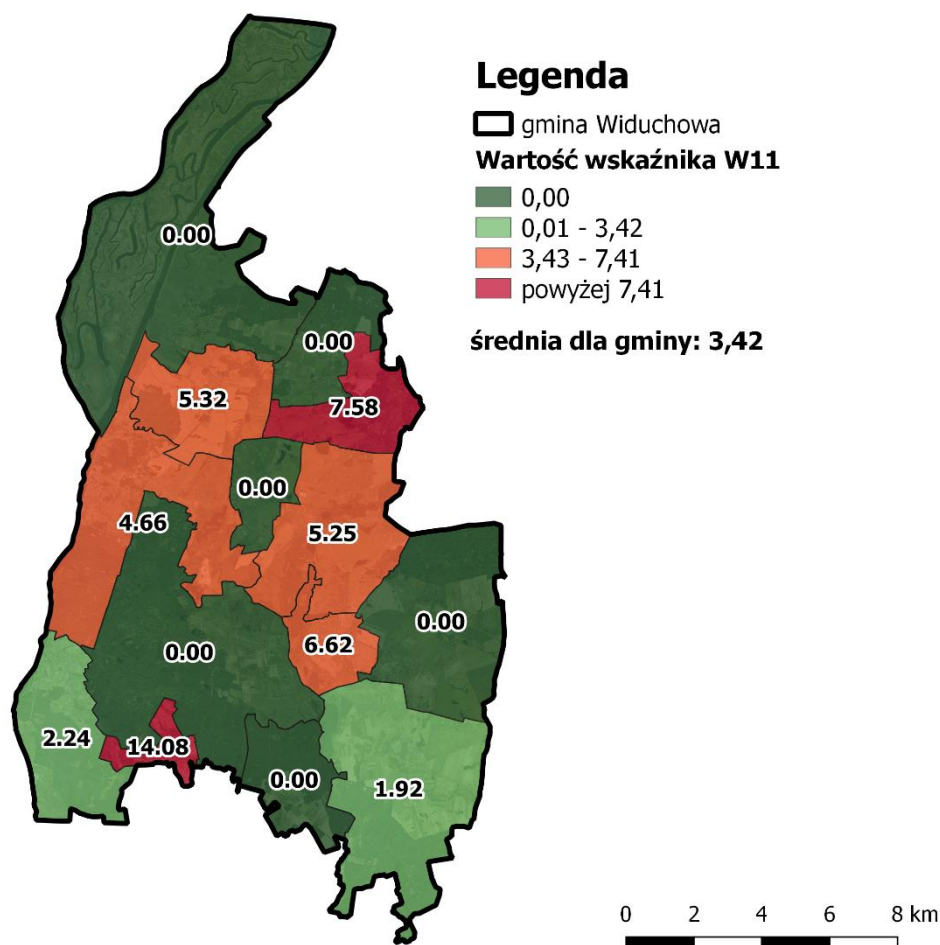 Legenda
gmina Widuchowa
Wartość wskaźnika W11
0,00
0,01 - 3,42
3,43 - 7,41
powyżej 7,41
średnia dla gminy: 3,42
0.00
0.00
5.32
7.58
0.00
4.66
5.25
0.00
6.62
0.00
2.24
14.08
0.00
1.92
0 2 4 6 8 km